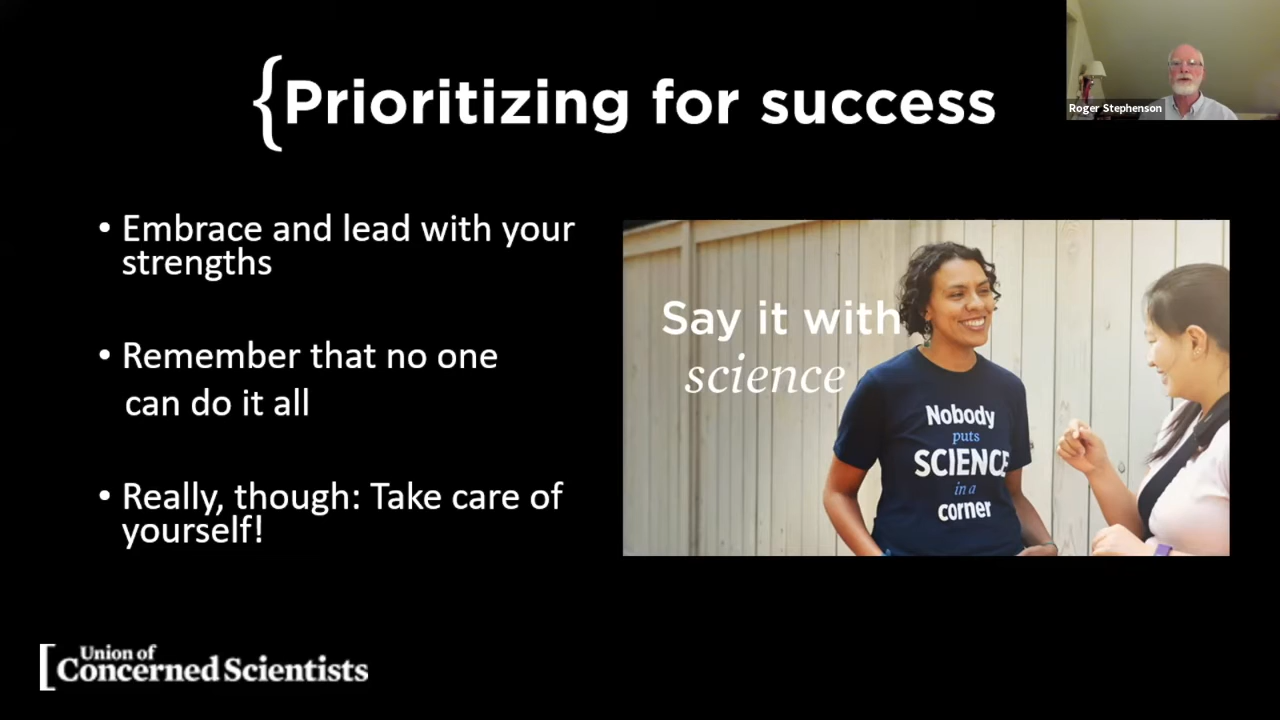 {Prioritizing for success
Roger Stephenson
• Embrace and lead with your
strengths
• Remember that no one
can do it all
• Really, though: Take care of
yourself!
Say it with
science
Nobody
puts
SCIENCE
in a
corner
[Union of
Concerned Scientists